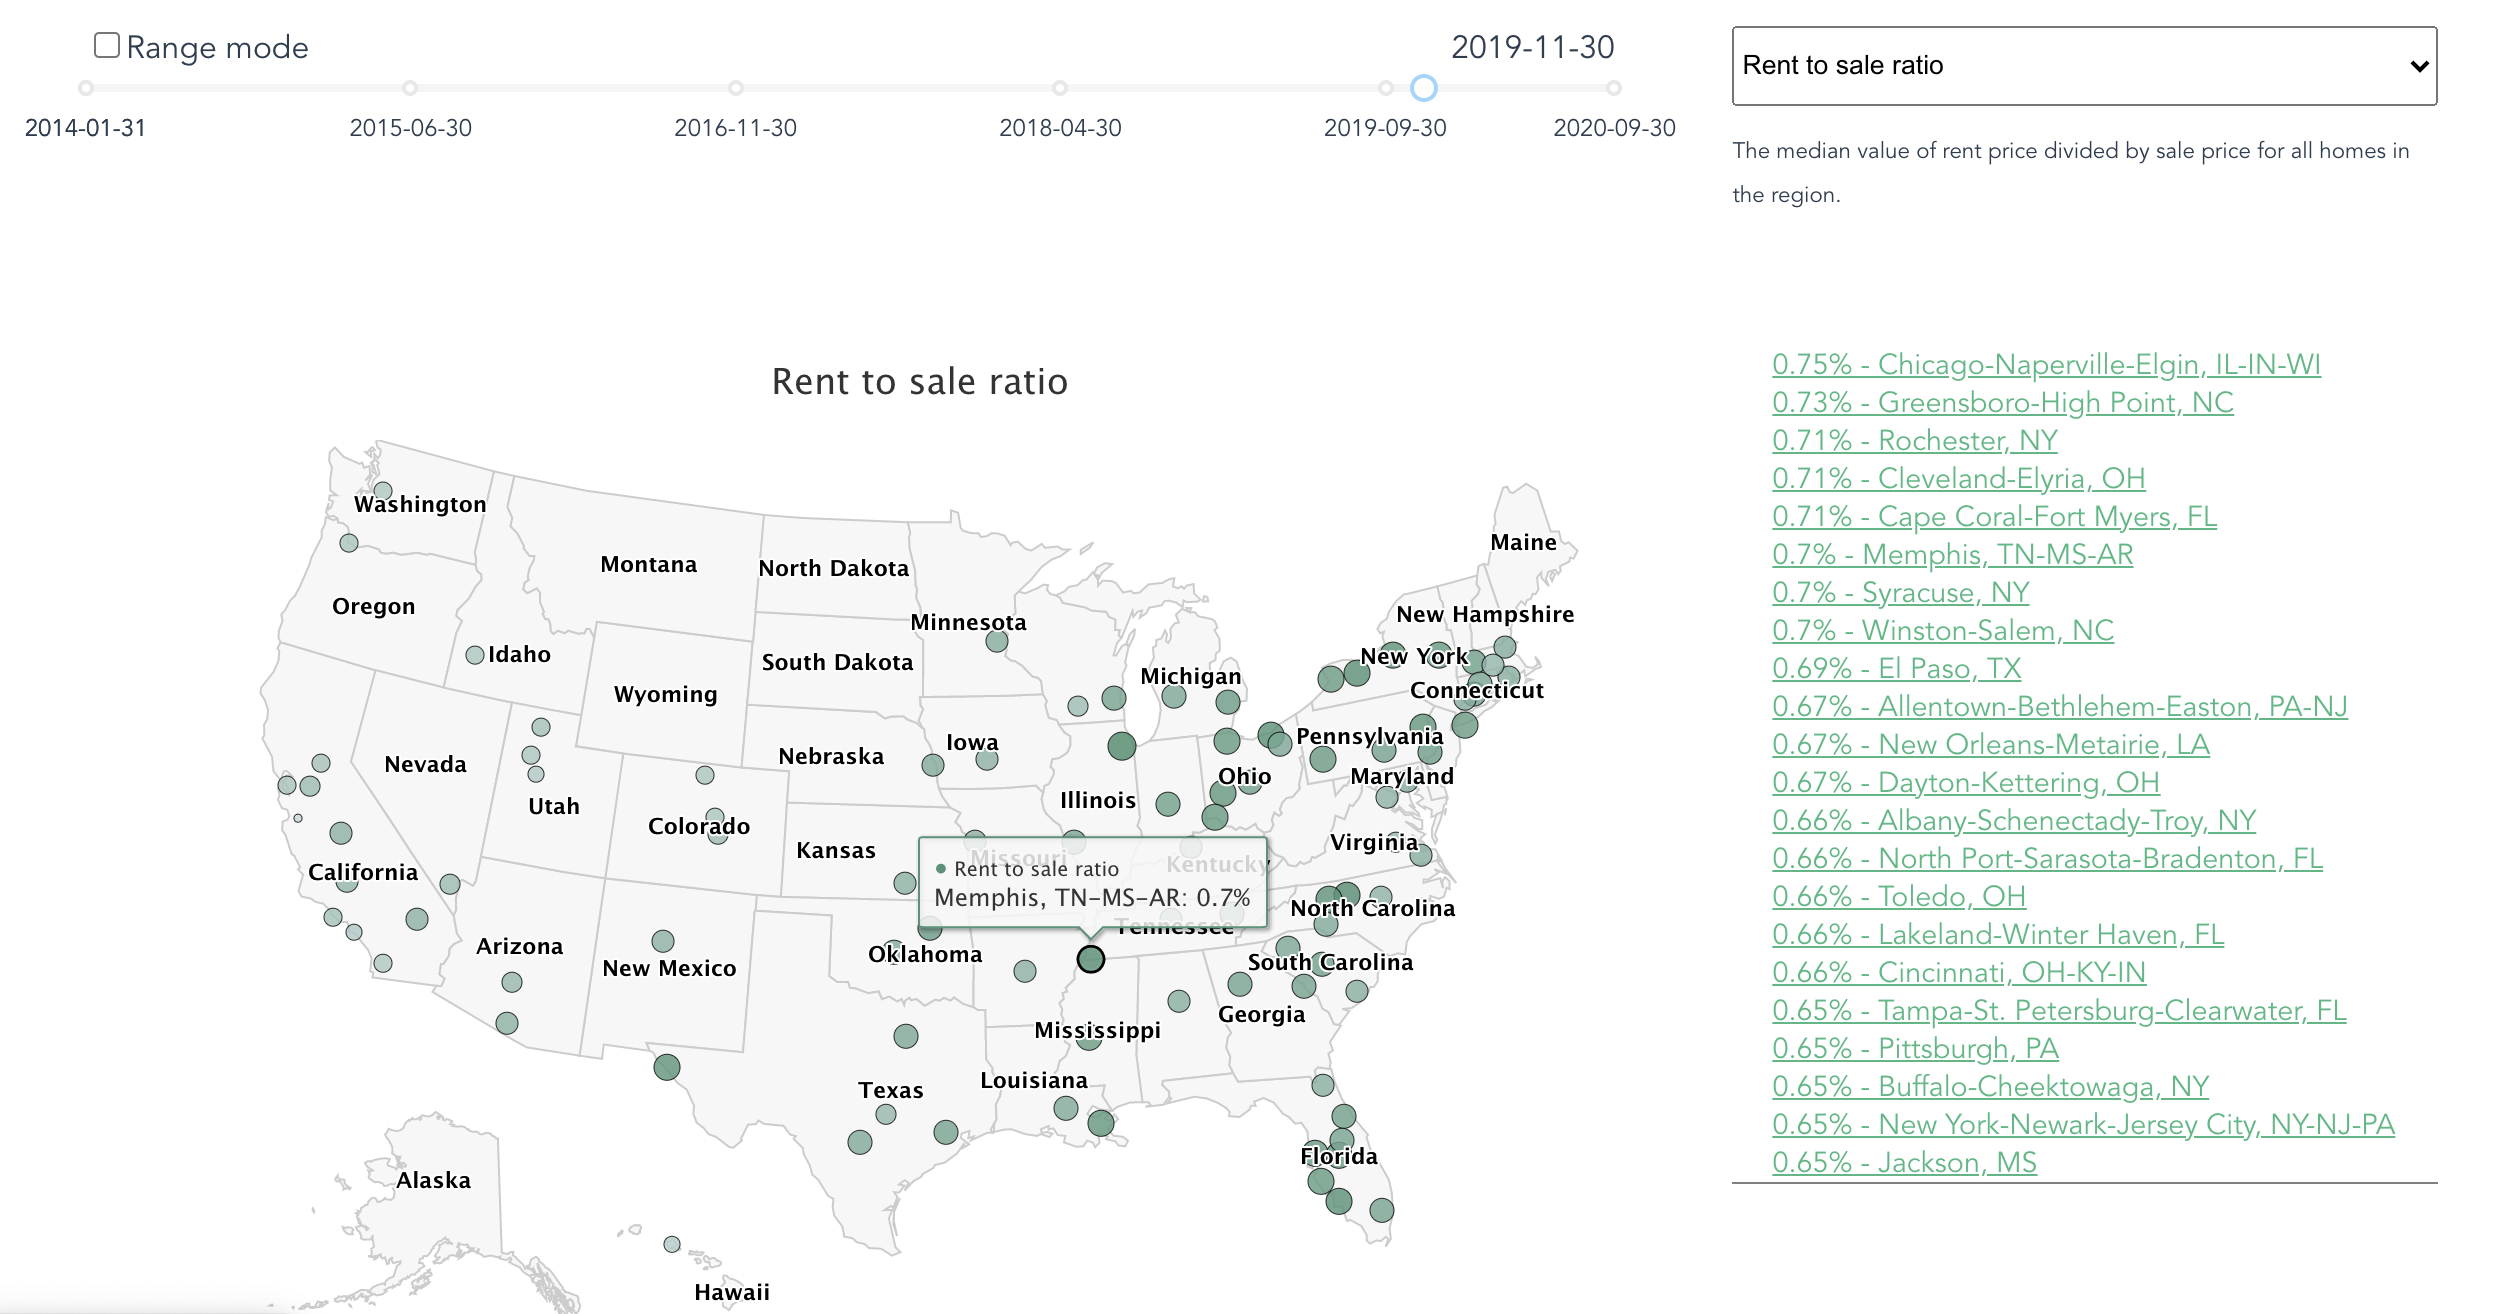 Range mode
2019-11-30
2014-01-31
2015-06-30
2016-11-30
2018-04-30
2019-09-30
2020-09-30
Rent to sale ratio
The median value of rent price divided by sale price for all homes in
the region.
Rent to sale ratio
Washington
Montana
North Dakota
Maine
Oregon
Minnesota
New Hampshire
Idaho
South Dakota
New York
Michigan
Wyoming
Connecticut
Iowa
Pennsylvania
Nevada
Nebraska
Ohio
Maryland
Utah
Illinois
Colorado
Kansas
Virginia
Missouri
Kentucky
California
Rent to sale ratio
Memphis, TN-MS-AR: 0.7%
North Carolina
Tennessee
Arizona
New Mexico
Oklahoma
South Carolina
Georgia
Mississippi
Louisiana
Texas
Florida
Alaska
Hawaii
0.75% - Chicago-Naperville-Elgin, IL-IN-WI
0.73% - Greensboro-High Point, NC
0.71% - Rochester, NY
0.71% - Cleveland-Elyria, OH
0.71% - Cape Coral-Fort Myers, FL
0.7% - Memphis, TN-MS-AR
0.7% - Syracuse, NY
0.7% - Winston-Salem, NC
0.69% - El Paso, TX
0.67% - Allentown-Bethlehem-Easton, PA-NJ
0.67% - New Orleans-Metairie, LA
0.67% - Dayton-Kettering, OH
0.66% - Albany-Schenectady-Troy, NY
0.66% - North Port-Sarasota-Bradenton, FL
0.66% - Toledo, OH
0.66% - Lakeland-Winter Haven, FL
0.66% - Cincinnati, OH-KY-IN
0.65% - Tampa-St. Petersburg-Clearwater, FL
0.65% - Pittsburgh, PA
0.65% - Buffalo-Cheektowaga, NY
0.65% - New York-Newark-Jersey City, NY-NJ-PA
0.65% - Jackson, MS